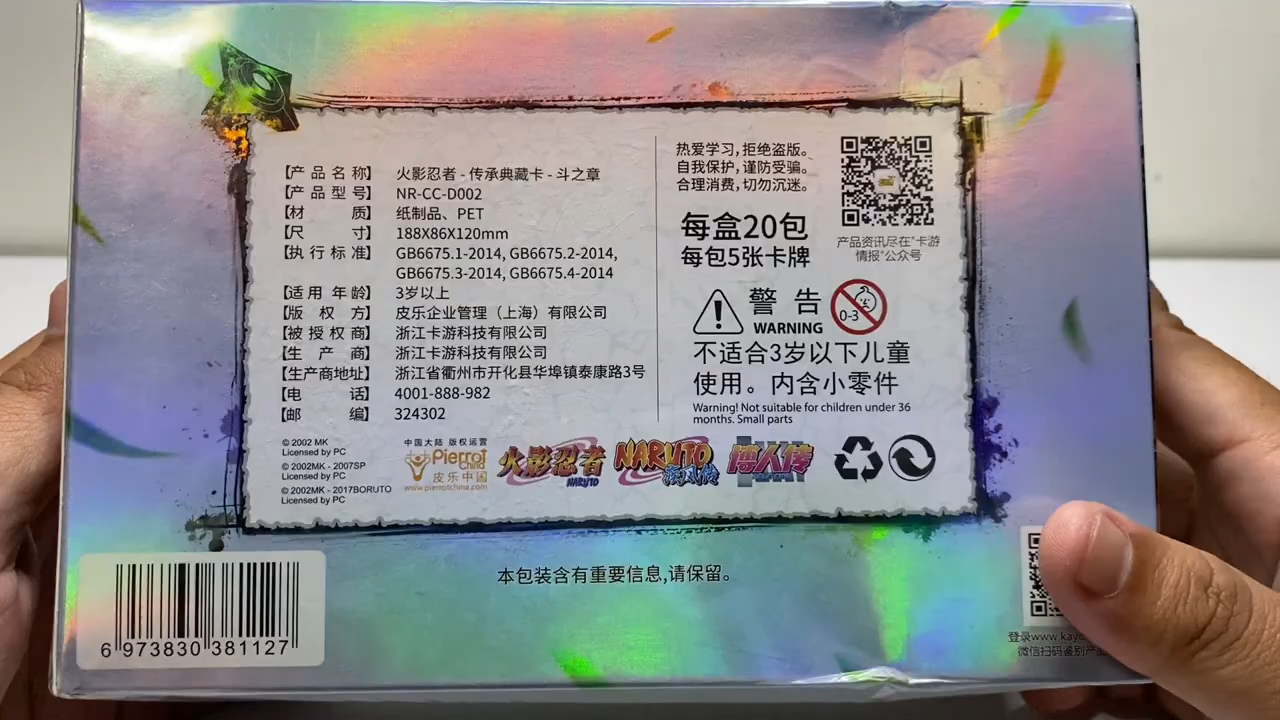 【产品名称】 火影忍者 - 传承典藏卡 - 斗之章
【产品型号】 NR-CC-D002
【材 质】 纸制品、PET
【尺 寸】 188X86X120mm
【执行标准】 GB6675.1-2014, GB6675.2-2014,
GB6675.3-2014, GB6675.4-2014
【适用年龄】 3岁以上
【版 权 方】 皮乐企业管理（上海）有限公司
【被授权商】 浙江卡游科技有限公司
【生 产 商】 浙江卡游科技有限公司
【生产商地址】 浙江省衢州市开化县华埠镇泰康路3号
【电 话】 4001-888-982
【邮 编】 324302
热爱学习,拒绝盗版。
自我保护,谨防受骗。
合理消费,切勿沉迷。
每盒20包
每包5张卡牌
产品资讯尽在“卡游
情报”公众号
警 告
WARNING
0-3
不适合3岁以下儿童
使用。内含小零件
Warning! Not suitable for children under 36
months. Small parts
© 2002 MK
Licensed by PC
© 2002MK - 2007SP
Licensed by PC
© 2002MK - 2017BORUTO
Licensed by PC
中国大陆 版权运营
Pierrot China
皮乐中国
www.pierrotchina.com
火影忍者
NARUTO
NARUTO
疾风传
博人传
本包装含有重要信息,请保留。
6 973830 381127
登录www
微信扫码鉴别产